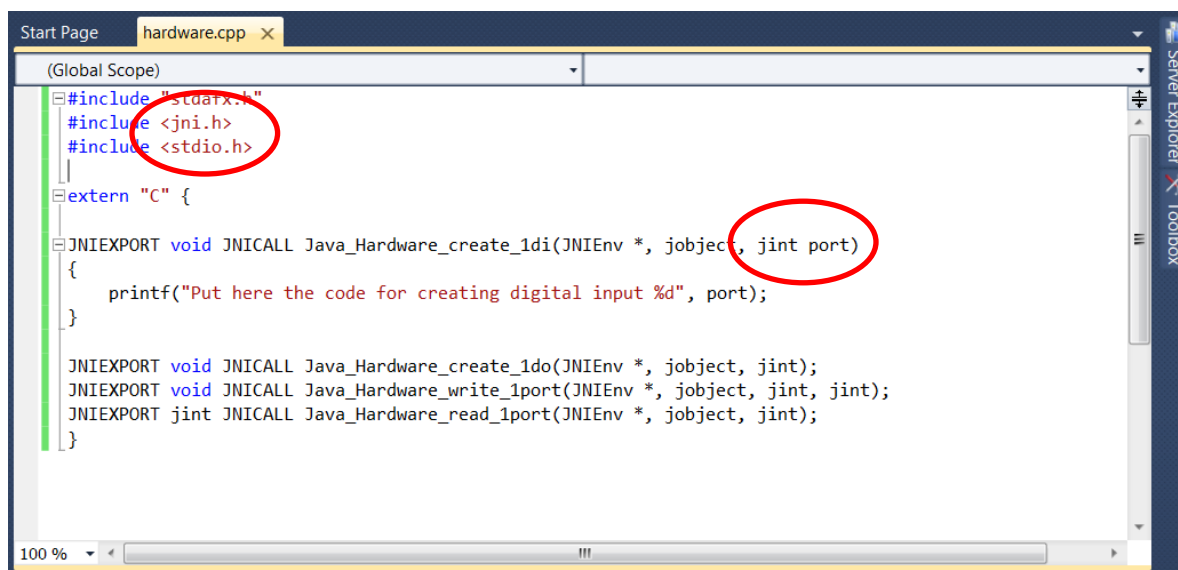 Start Page hardware.cpp X
(Global Scope)
#include "stdafx.h"
#include <jni.h>
#include <stdio.h>
extern "C" {
JNIEXPORT void JNICALL Java_Hardware_create_1di(JNIEnv *, jobject, jint port)
{
printf("Put here the code for creating digital input %d", port);
}
JNIEXPORT void JNICALL Java_Hardware_create_1do(JNIEnv *, jobject, jint);
JNIEXPORT void JNICALL Java_Hardware_write_1port(JNIEnv *, jobject, jint, jint);
JNIEXPORT jint JNICALL Java_Hardware_read_1port(JNIEnv *, jobject, jint);
}
100 %
Server Explorer
Toolbox